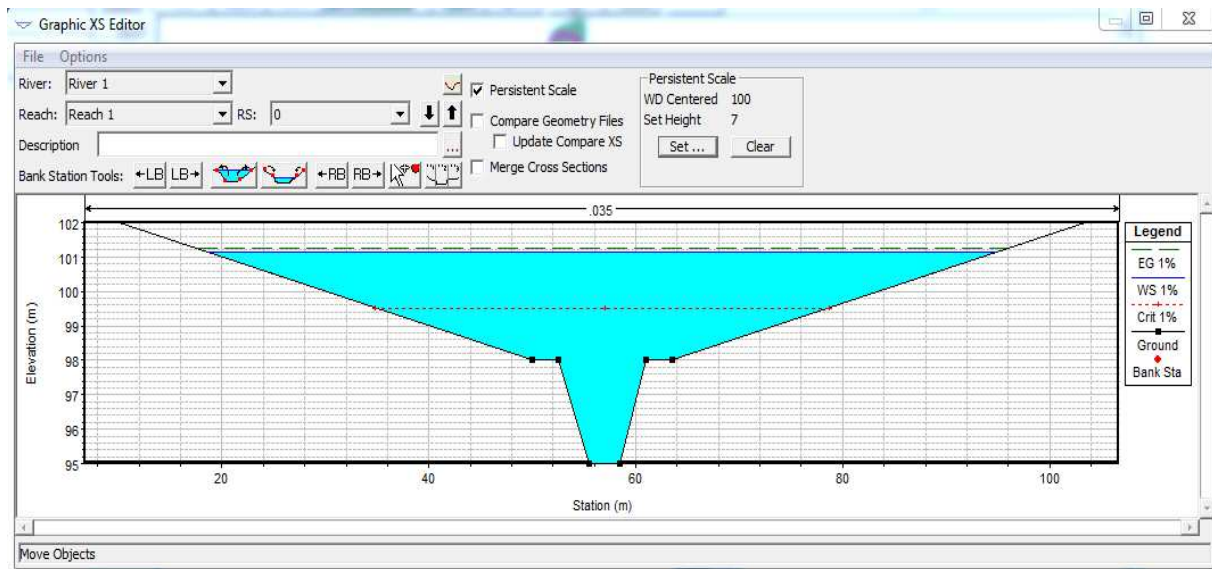 Graphic XS Editor
File Options
River: River 1
Reach: Reach 1 RS: 0
Description ...
Bank Station Tools: LB LB RB RB
Persistent Scale
Compare Geometry Files
Update Compare XS
Merge Cross Sections
Persistent Scale
WD Centered 100
Set Height 7
Set ... Clear
.035
102
101
100
99
98
97
96
95
Elevation (m)
20 40 60 80 100
Station (m)
Legend
EG 1%
WS 1%
Crit 1%
Ground
Bank Sta
Move Objects